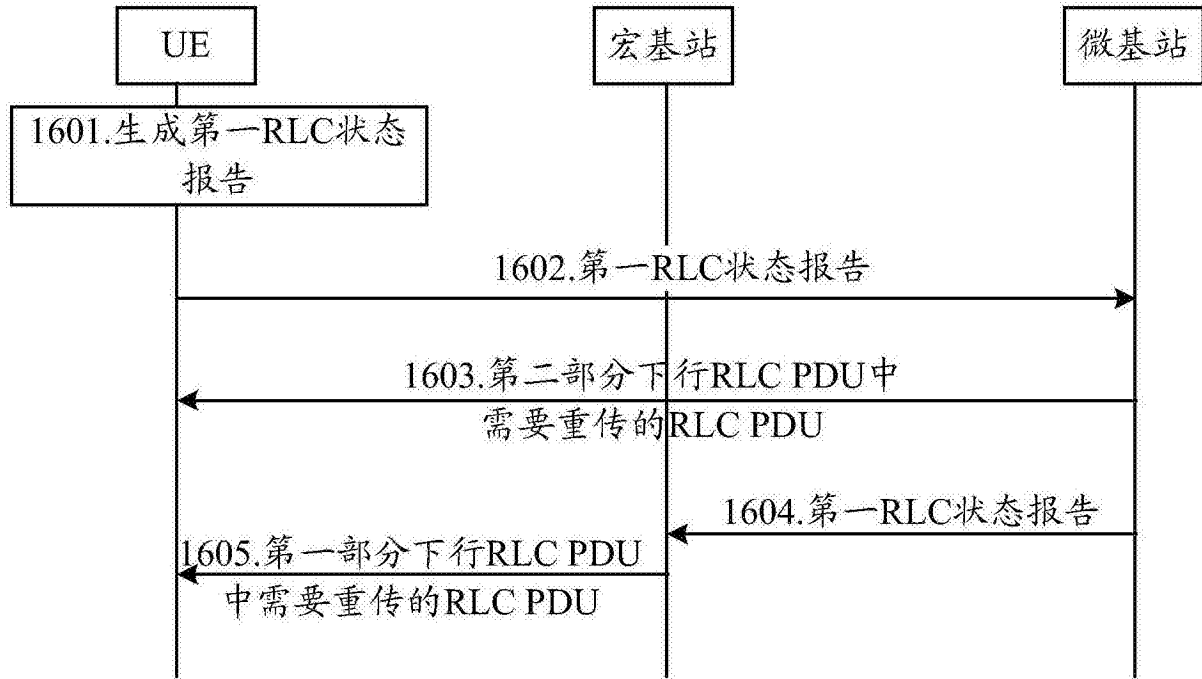 UE
宏基站
微基站
1601.生成第一RLC状态
报告
1602.第一RLC状态报告
1603.第二部分下行RLC PDU中
需要重传的RLC PDU
1604.第一RLC状态报告
1605.第一部分下行RLC PDU
中需要重传的RLC PDU